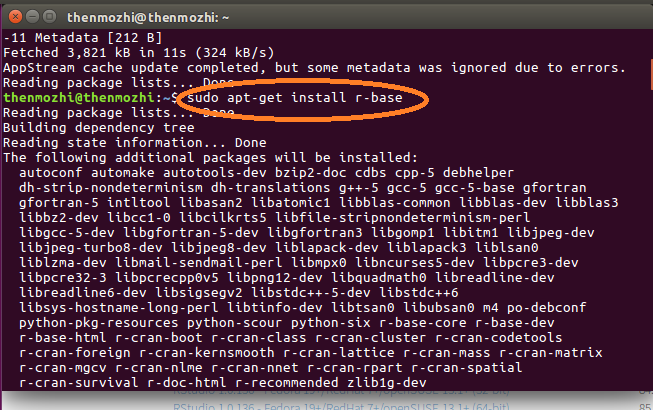 thenmozhi@thenmozhi: ~
-11 Metadata [212 B]
Fetched 3,821 kB in 11s (324 kB/s)
AppStream cache update completed, but some metadata was ignored due to errors.
Reading package lists... Done
thenmozhi@thenmozhi:~$ sudo apt-get install r-base
Reading package lists... Done
Building dependency tree
Reading state information... Done
The following additional packages will be installed:
autoconf automake autotools-dev bzip2-doc cdbs cpp-5 debhelper
dh-strip-nondeterminism dh-translations g++-5 gcc-5 gcc-5-base gfortran
gfortran-5 intltool libasan2 libatomic1 libblas-common libblas-dev libblas3
libbz2-dev libcc1-0 libcilkrts5 libfile-stripnondeterminism-perl
libgcc-5-dev libgfortran-5-dev libgfortran3 libgomp1 libitm1 libjpeg-dev
libjpeg-turbo8-dev libjpeg8-dev liblapack-dev liblapack3 liblsan0
liblzma-dev libmail-sendmail-perl libmpx0 libncurses5-dev libpcre3-dev
libpcre32-3 libpcrecpp0v5 libpng12-dev libquadmath0 libreadline-dev
libreadline6-dev libsigsegv2 libstdc++-5-dev libstdc++6
libsys-hostname-long-perl libtinfo-dev libtsan0 libubsan0 m4 po-debconf
python-pkg-resources python-scour python-six r-base-core r-base-dev
r-base-html r-cran-boot r-cran-class r-cran-cluster r-cran-codetools
r-cran-foreign r-cran-kernsmooth r-cran-lattice r-cran-mass r-cran-matrix
r-cran-mgcv r-cran-nlme r-cran-nnet r-cran-rpart r-cran-spatial
r-cran-survival r-doc-html r-recommended zlib1g-dev
RStudio 1.0.136 - Fedora 19+/RedHat 7+/openSUSE 13.1+ (64-bit)